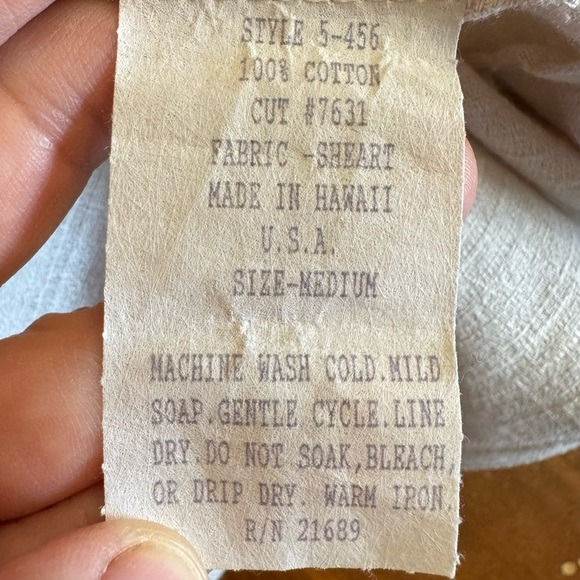 STYLE 5-456
100% COTTON
CUT #7631
FABRIC -SHEART
MADE IN HAWAII
U.S.A.
SIZE-MEDIUM
MACHINE WASH COLD.MILD
SOAP.GENTLE CYCLE.LINE
DRY.DO NOT SOAK,BLEACH,
OR DRIP DRY. WARM IRON.
R/N 21689